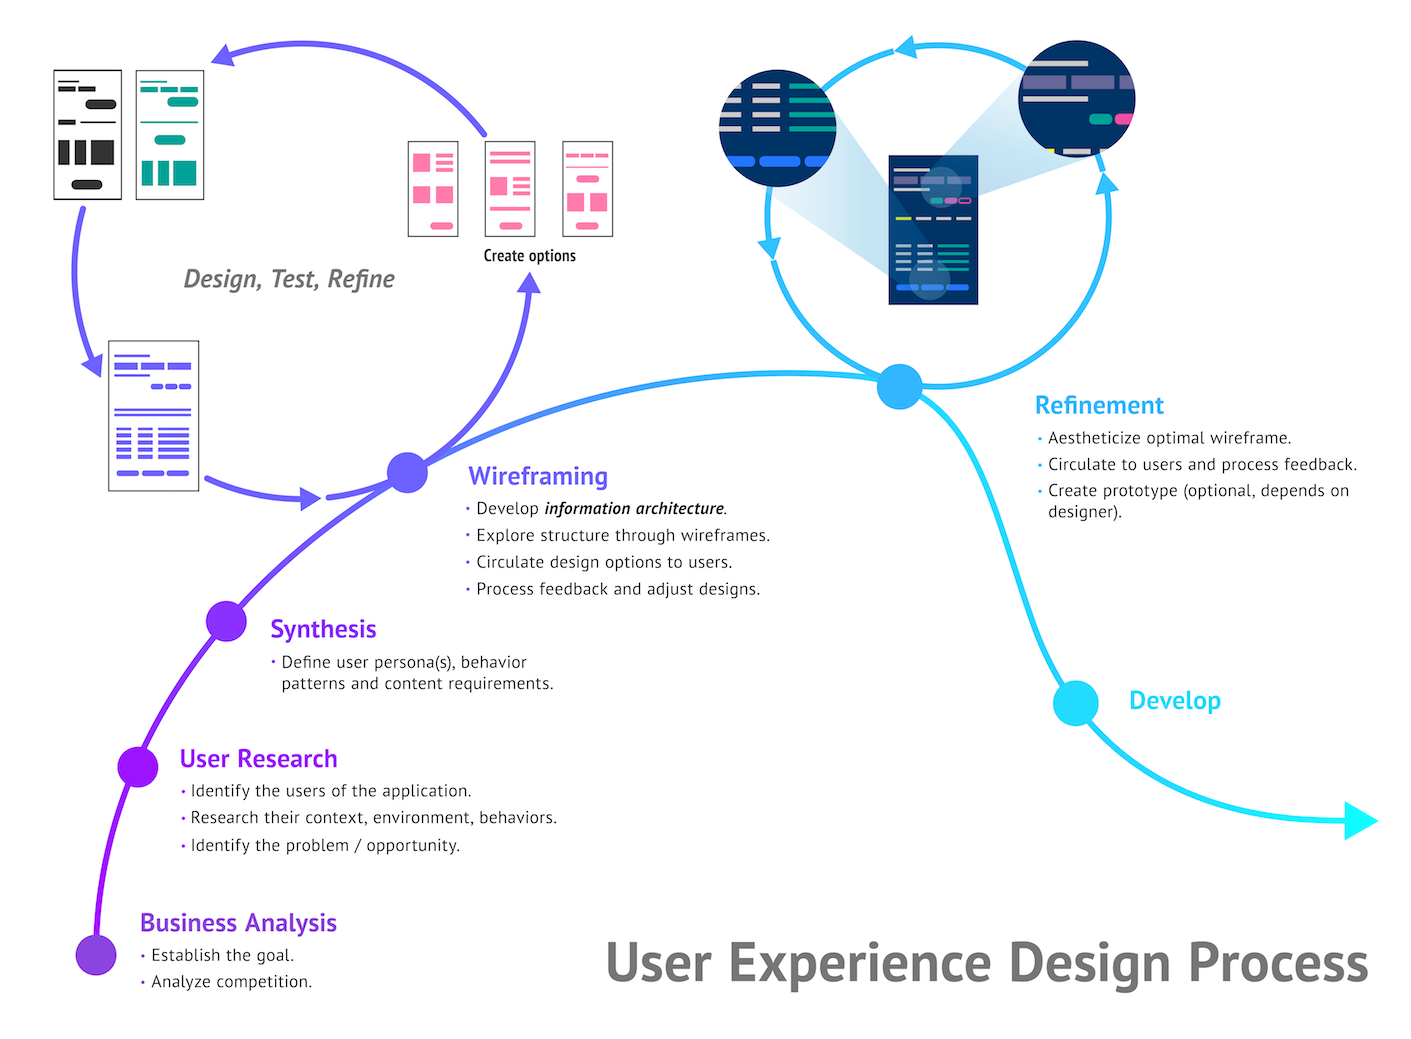 Create options
Design, Test, Refine
Refinement
• Aestheticize optimal wireframe.
• Circulate to users and process feedback.
• Create prototype (optional, depends on
designer).
Wireframing
• Develop information architecture.
• Explore structure through wireframes.
• Circulate design options to users.
• Process feedback and adjust designs.
Synthesis
• Define user persona(s), behavior
patterns and content requirements.
Develop
User Research
• Identify the users of the application.
• Research their context, environment, behaviors.
• Identify the problem / opportunity.
Business Analysis
• Establish the goal.
• Analyze competition.
User Experience Design Process